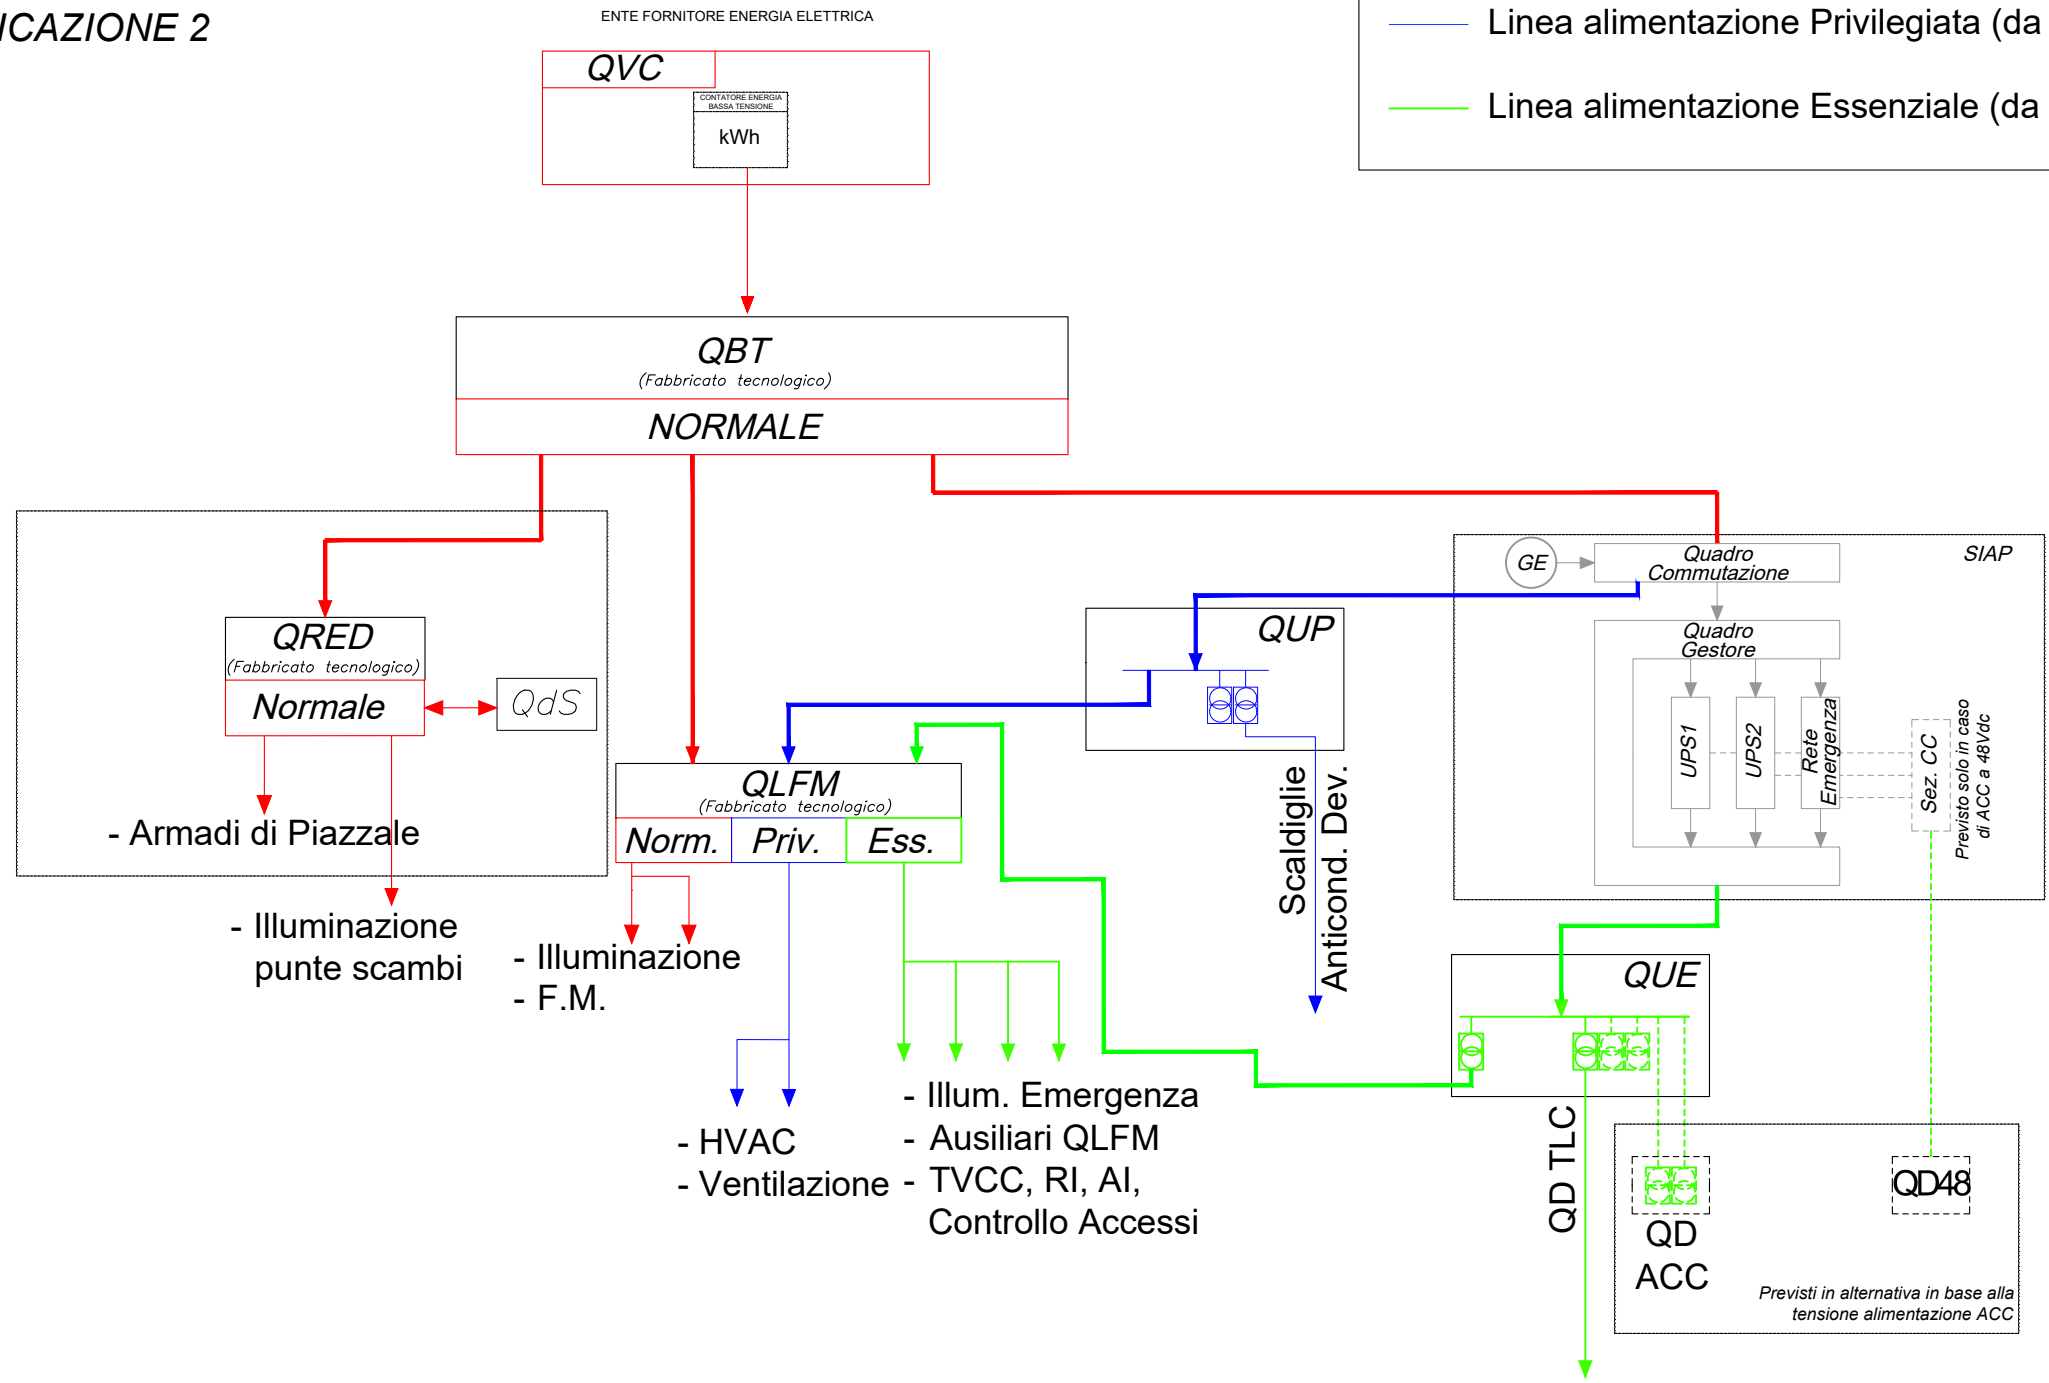 ICAZIONE 2
ENTE FORNITORE ENERGIA ELETTRICA
Linea alimentazione Privilegiata (da
Linea alimentazione Essenziale (da
QVC
CONTATORE ENERGIA
BASSA TENSIONE
kWh
QBT
(Fabbricato tecnologico)
NORMALE
QRED
(Fabbricato tecnologico)
Normale
QdS
- Armadi di Piazzale
- Illuminazione
punte scambi
QLFM
(Fabbricato tecnologico)
Norm.
Priv.
Ess.
- Illuminazione
- F.M.
- HVAC
- Ventilazione
- Illum. Emergenza
- Ausiliari QLFM
- TVCC, RI, AI,
Controllo Accessi
QUP
Scaldiglie
Anticond. Dev.
SIAP
GE
Quadro
Commutazione
Quadro
Gestore
UPS1
UPS2
Rete
Emergenza
Sez. CC
Previsto solo in caso
di ACC a 48Vdc
QUE
QD TLC
QD
ACC
QD48
Previsti in alternativa in base alla
tensione alimentazione ACC